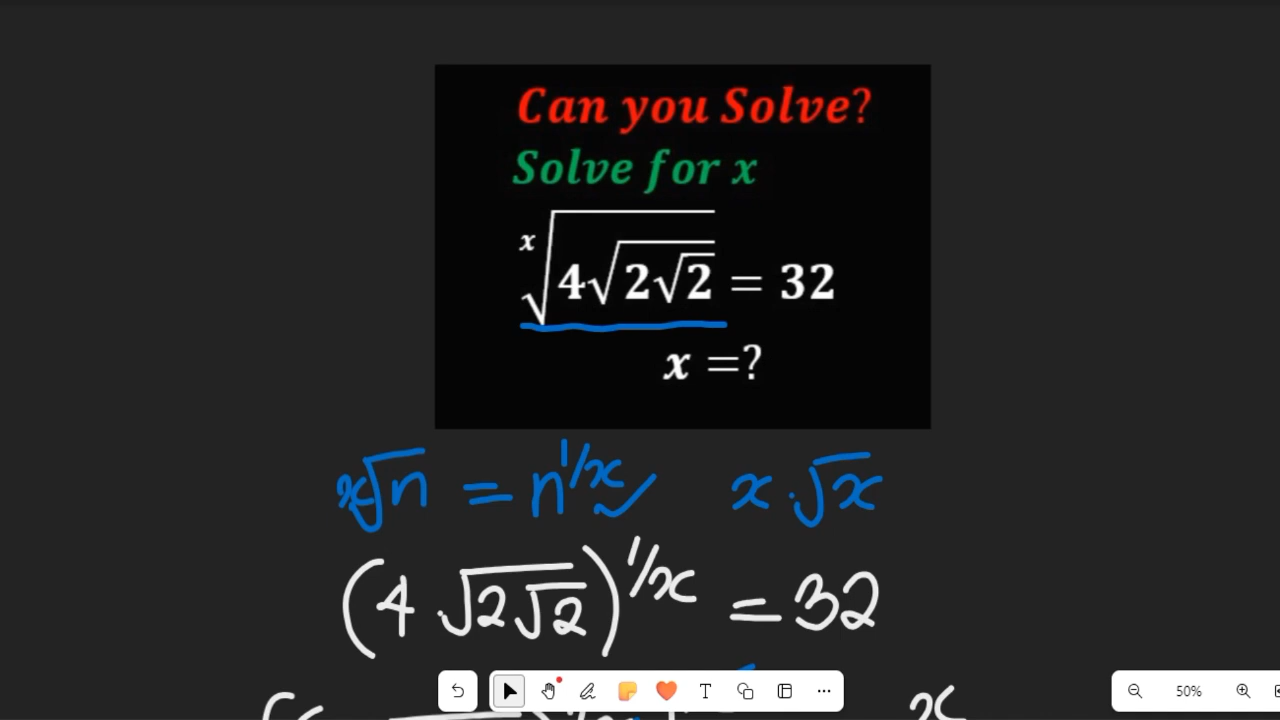 Can you Solve?
Solve for x
ˣ√(4√(2√2)) = 32
x =?
ˣ√n = n^1/x x.√x
(4.√(2√2))^1/x = 32
T
50%